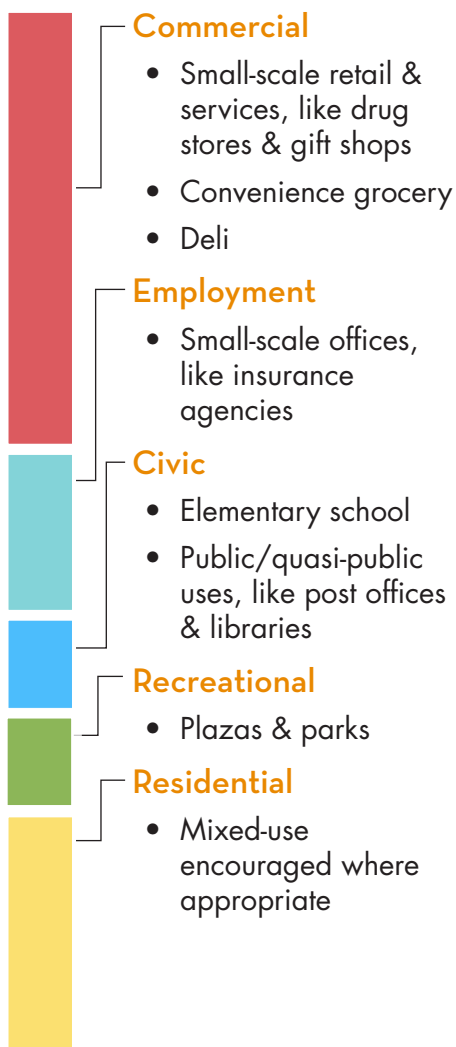 Commercial
• Small-scale retail &
services, like drug
stores & gift shops
• Convenience grocery
• Deli
Employment
• Small-scale offices,
like insurance
agencies
Civic
• Elementary school
• Public/quasi-public
uses, like post offices
& libraries
Recreational
• Plazas & parks
Residential
• Mixed-use
encouraged where
appropriate